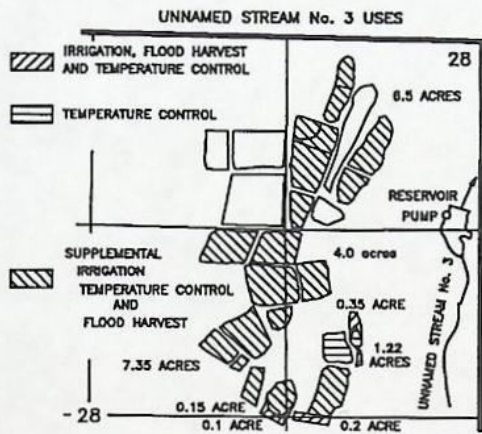 UNNAMED STREAM No. 3 USES
IRRIGATION, FLOOD HARVEST
AND TEMPERATURE CONTROL
28
6.5 ACRES
TEMPERATURE CONTROL
RESERVOIR
PUMP
SUPPLEMENTAL
IRRIGATION
TEMPERATURE CONTROL
AND
FLOOD HARVEST
4.0 acres
0.35 ACRE
1.22
ACRES
UNNAMED STREAM No. 3
7.35 ACRES
0.15 ACRE
-28
0.1 ACRE
0.2 ACRE